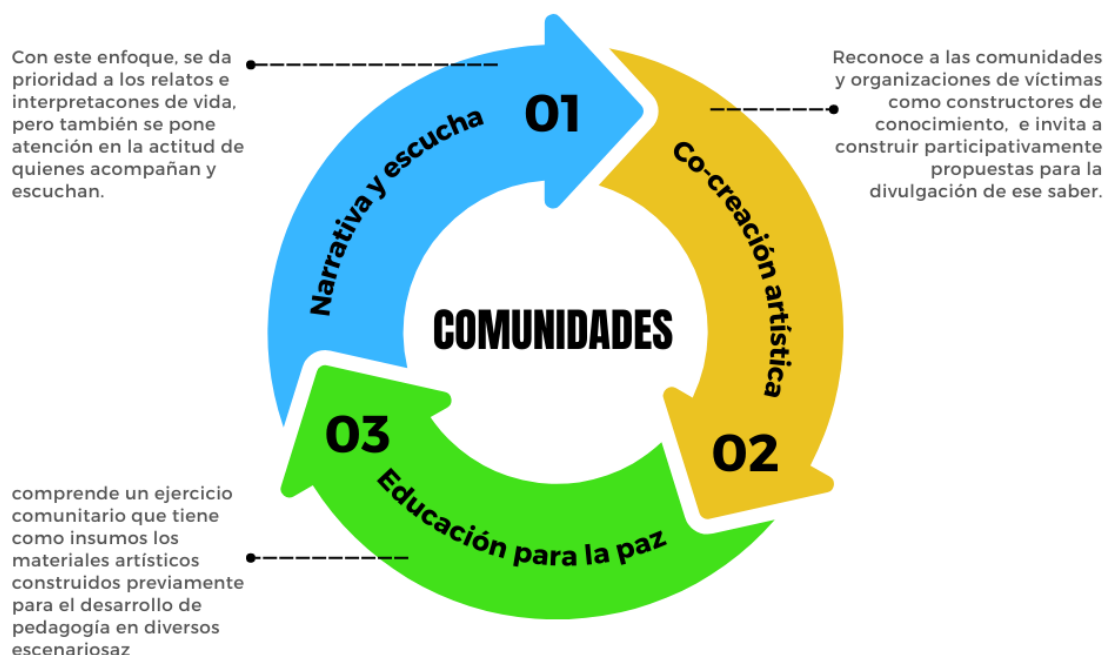 Con este enfoque, se da
prioridad a los relatos e
interpretacones de vida,
pero también se pone
atención en la actitud de
quienes acompañan y
escuchan.
01
Narrativa y escucha
Reconoce a las comunidades
y organizaciones de víctimas
como constructores de
conocimiento, e invita a
construir participativamente
propuestas para la
divulgación de ese saber.
Co-creación artística
02
COMUNIDADES
03
Educación para la paz
comprende un ejercicio
comunitario que tiene
como insumos los
materiales artísticos
construidos previamente
para el desarrollo de
pedagogía en diversos
escenariosaz